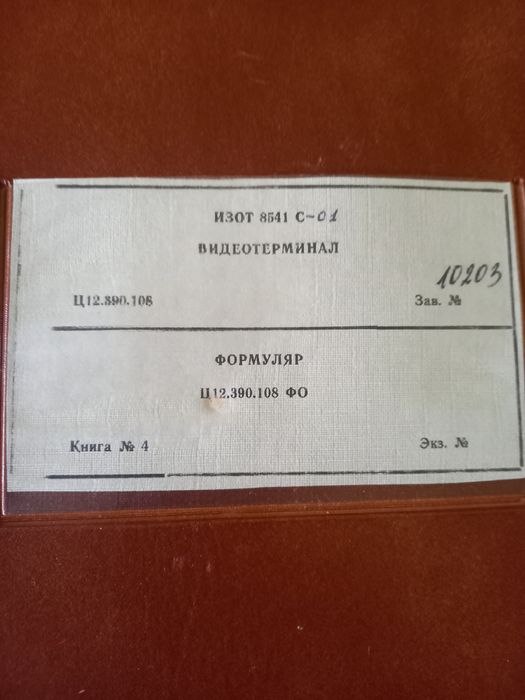 ИЗОТ 8541 С-01
ВИДЕОТЕРМИНАЛ
10203
Ц12.390.108 Зав. №
ФОРМУЛЯР
Ц12.390.108 ФО
Книга № 4 Экз. №